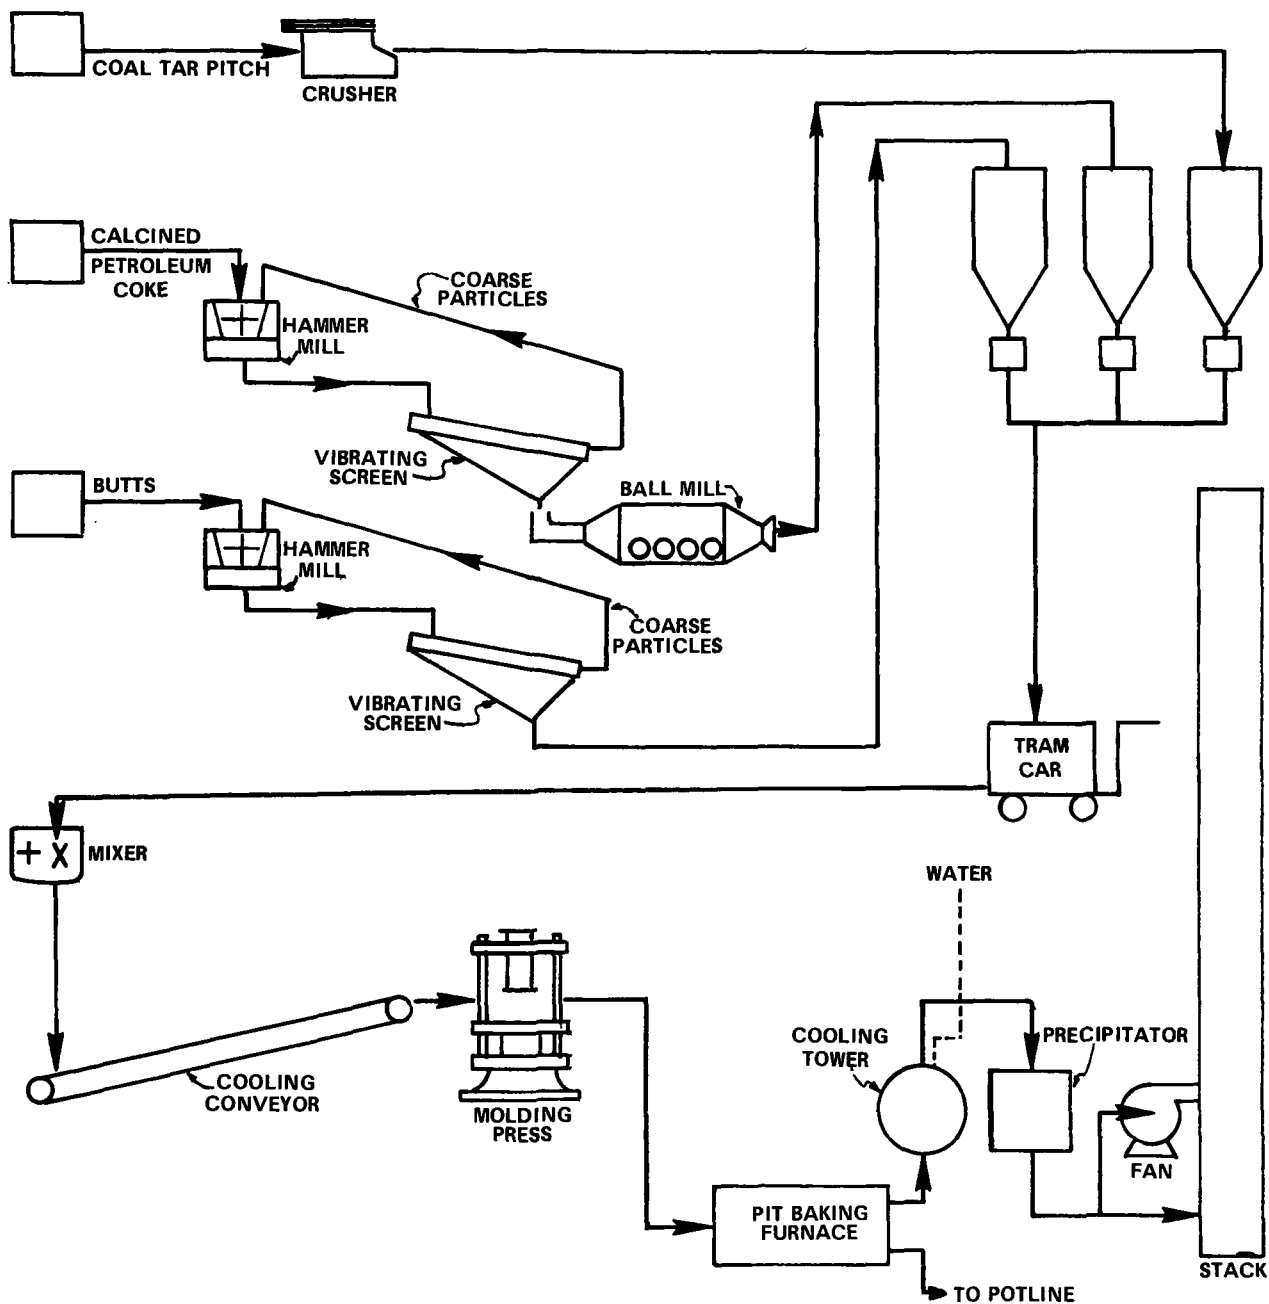 COAL TAR PITCH
CRUSHER
CALCINED
PETROLEUM
COKE
COARSE
PARTICLES
HAMMER
MILL
VIBRATING
SCREEN
BUTTS
BALL MILL
HAMMER
MILL
COARSE
PARTICLES
VIBRATING
SCREEN
TRAM
CAR
+ X
MIXER
WATER
COOLING
TOWER
PRECIPITATOR
COOLING
CONVEYOR
MOLDING
PRESS
FAN
PIT BAKING
FURNACE
STACK
TO POTLINE